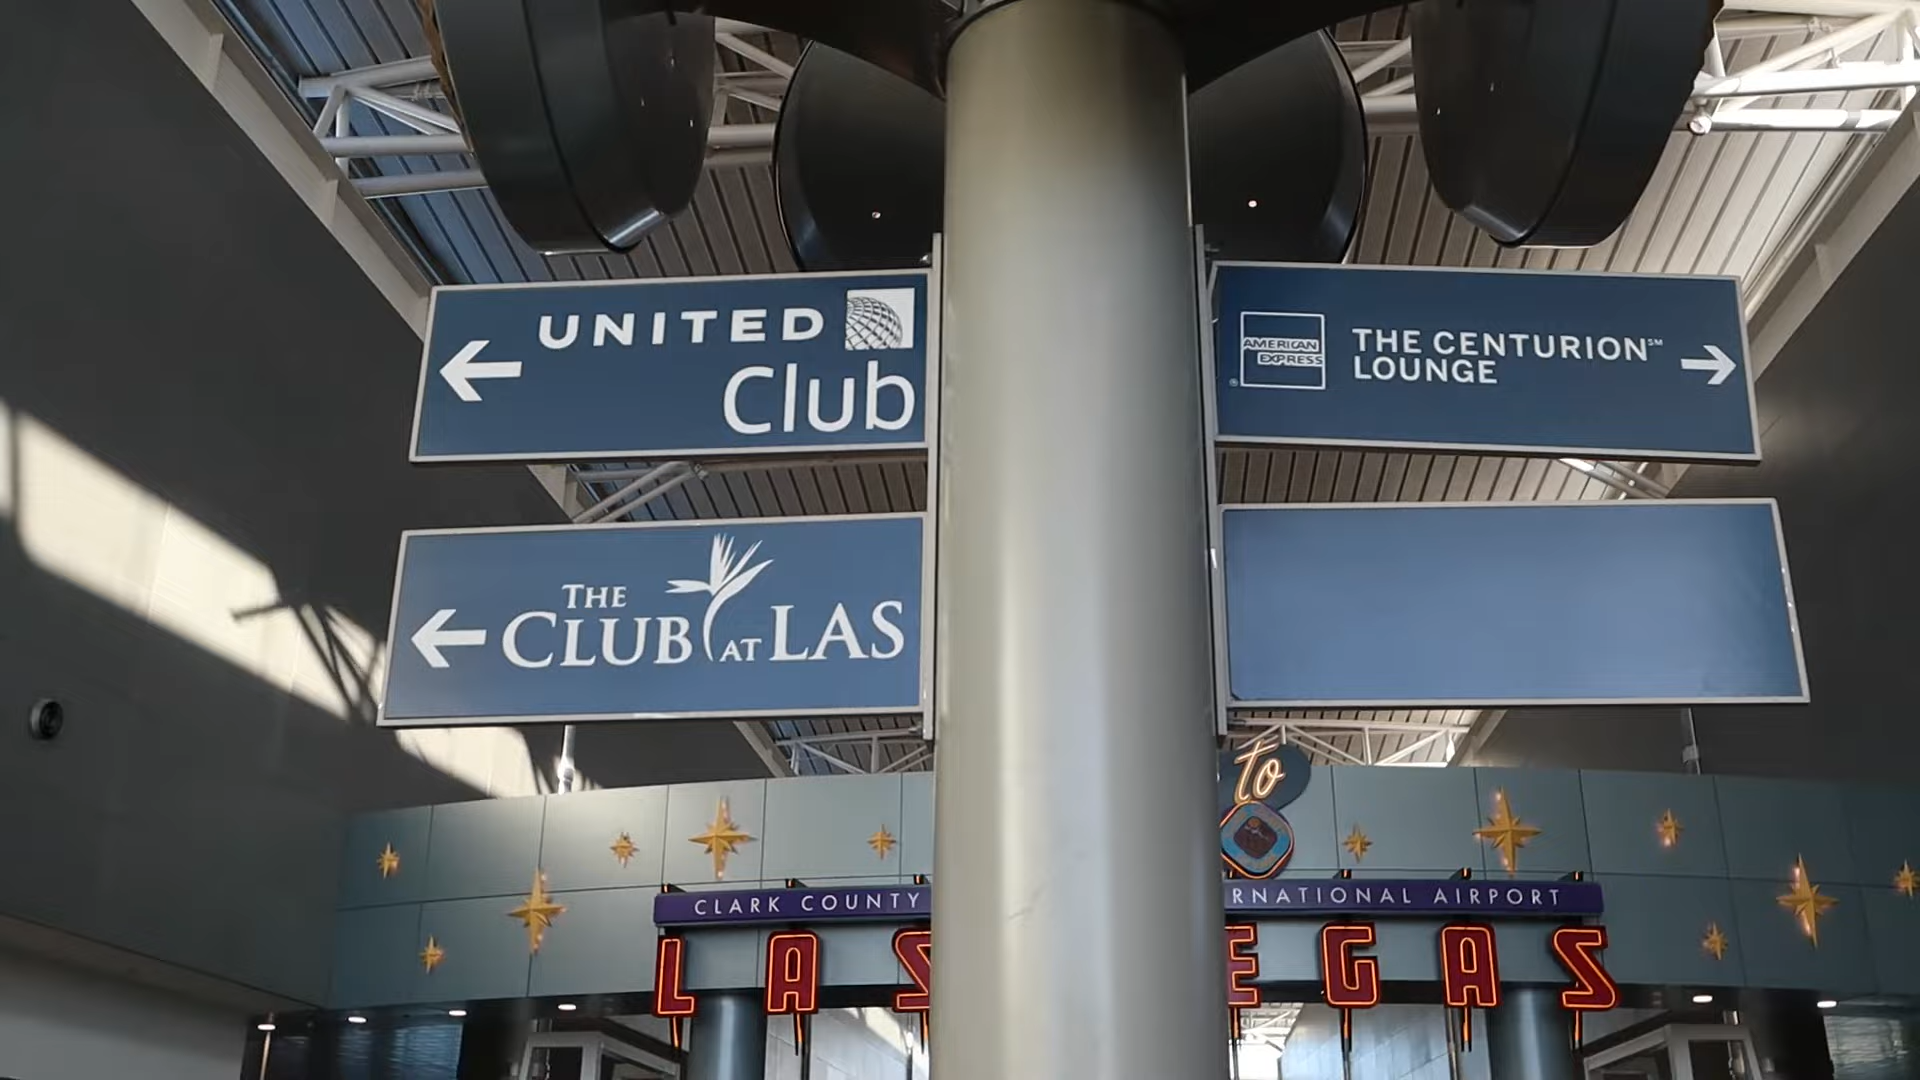 UNITED
Club
AMERICAN
EXPRESS
®
THE CENTURION℠
LOUNGE
THE
CLUB AT LAS
to
CLARK COUNTY
RNATIONAL AIRPORT
LAS
EGAS